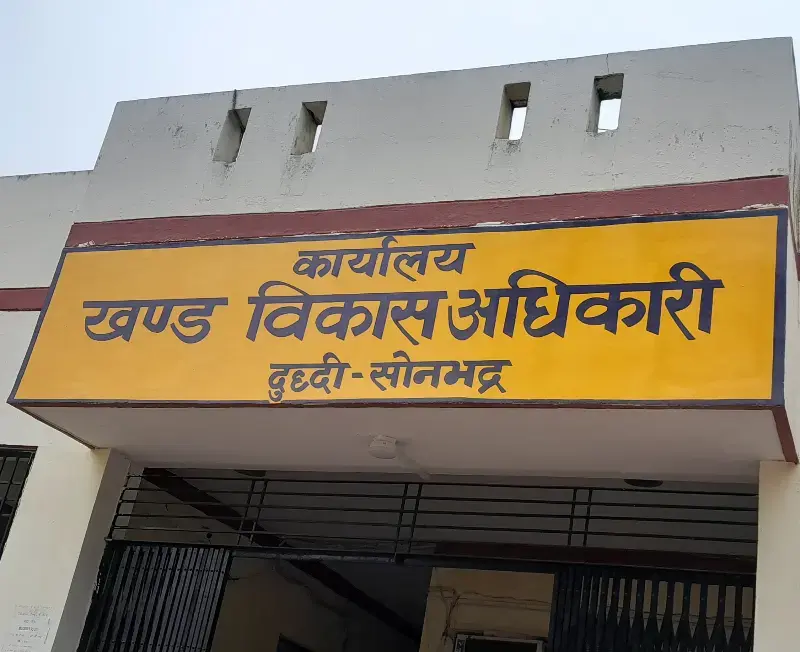 कार्यालय
खण्ड विकास अधिकारी
दुद्दी - सोनभद्र